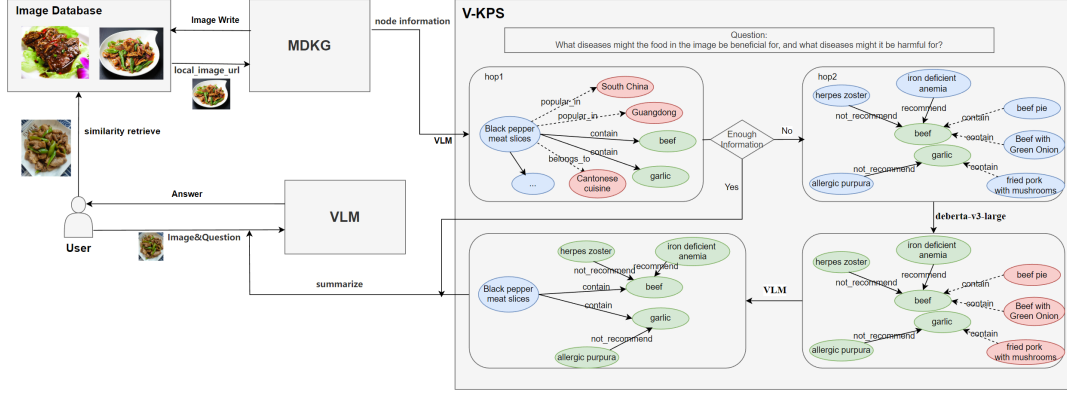 Image Database
Image Write
MDKG
local_image_url
node information
similarity retrieve
Answer
User
Image&Question
VLM
summarize
VLM
V-KPS
Question:
What diseases might the food in the image be beneficial for, and what diseases might it be harmful for?
hop1
South China
popular_in
popular_in
Guangdong
Black pepper
meat slices
contain
beef
contain
belongs_to
garlic
...
Cantonese
cuisine
Enough
Information
No
Yes
hop2
herpes zoster
iron deficient
anemia
not_recommend
recommend
beef pie
contain
beef
contain
Beef with
Green Onion
garlic
not_recommend
contain
allergic purpura
fried pork
with mushrooms
deberta-v3-large
herpes zoster
iron deficient
anemia
not_recommend
recommend
beef pie
contain
beef
contain
Beef with
Green Onion
garlic
not_recommend
contain
allergic purpura
fried pork
with mushrooms
VLM
herpes zoster
iron deficient
anemia
not_recommend
recommend
Black pepper
meat slices
contain
beef
contain
garlic
not_recommend
allergic purpura